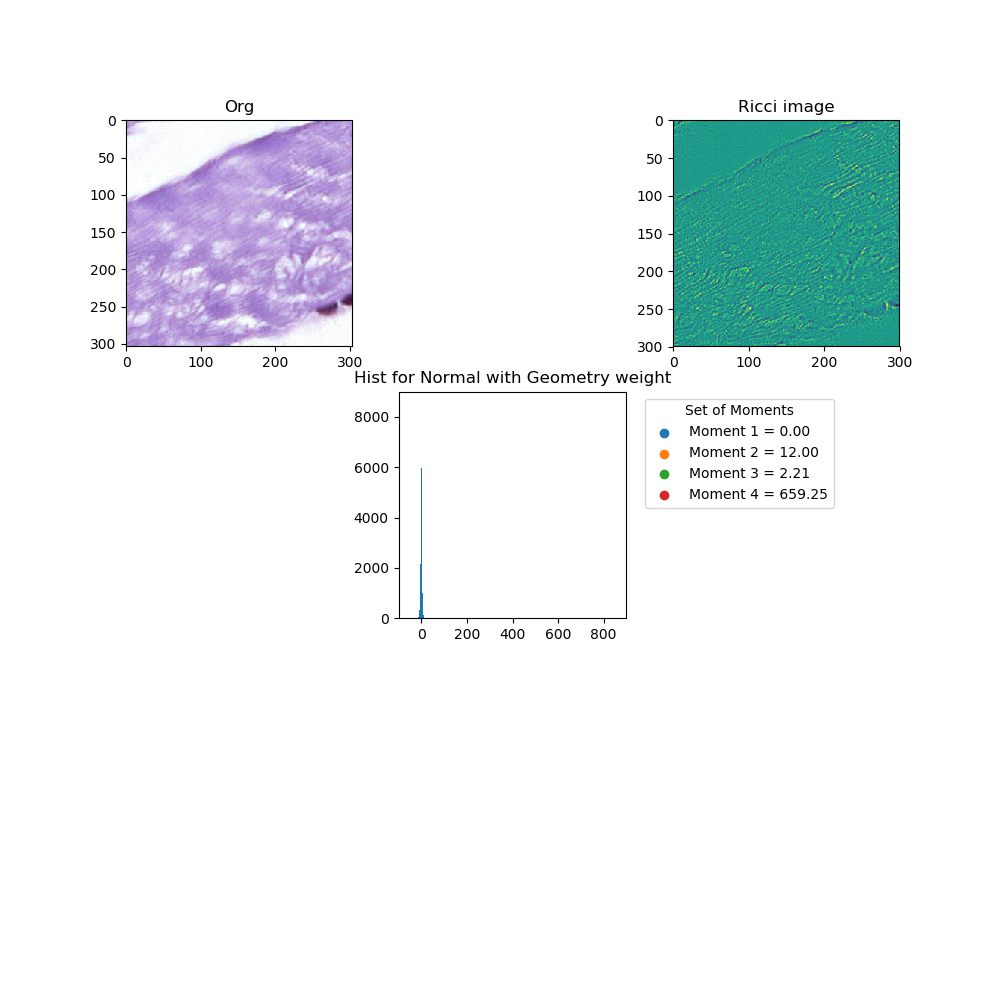 Org
0
50
100
150
200
250
300
0 100 200 300
Ricci image
0
50
100
150
200
250
300
0 100 200 300
Hist for Normal with Geometry weight
8000
6000
4000
2000
0
0 200 400 600 800
Set of Moments
Moment 1 = 0.00
Moment 2 = 12.00
Moment 3 = 2.21
Moment 4 = 659.25